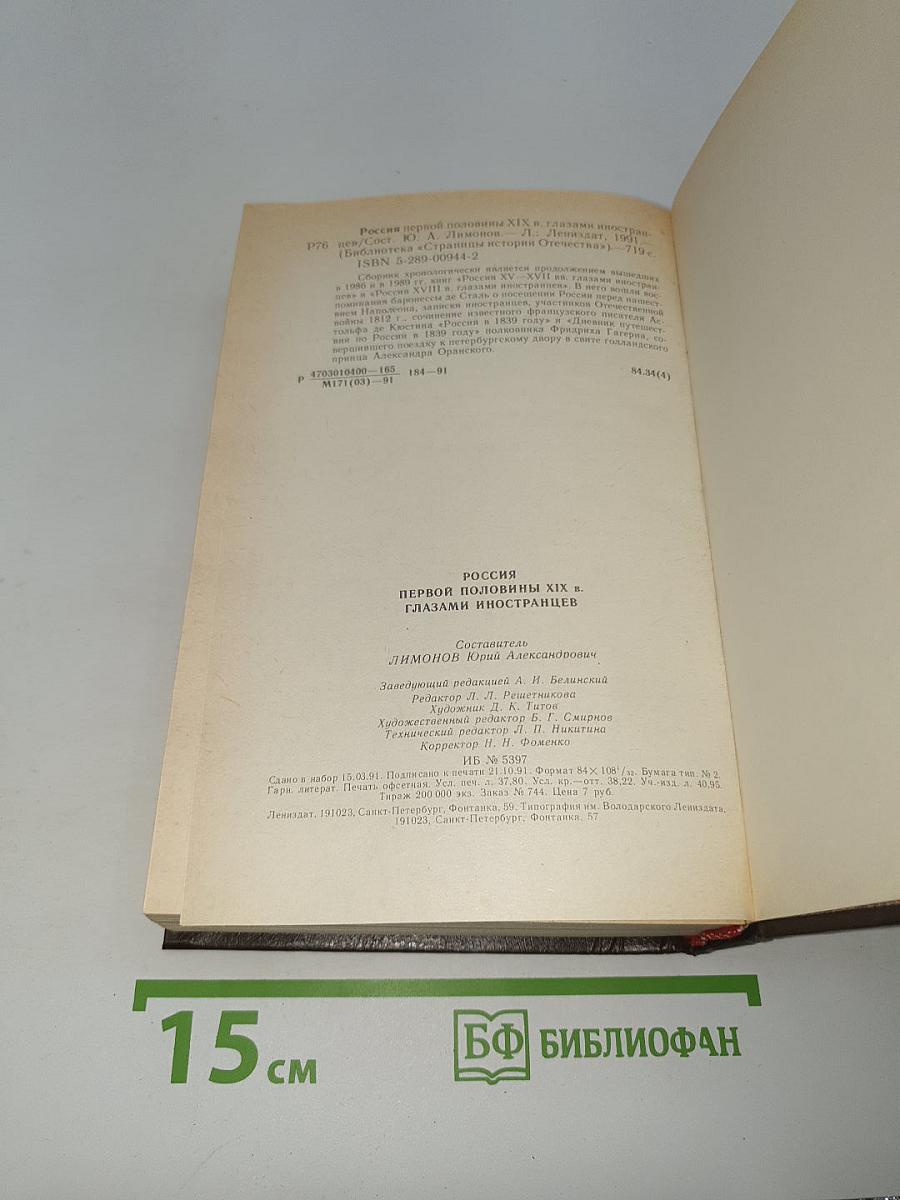 Россия первой половины XIX в. глазами иностран-
Р76 цев/Сост. Ю. А. Лимонов.— Л.: Лениздат, 1991.—
(Библиотека «Страницы истории Отечества»).—719 с.
ISBN 5-289-00944-2
Сборник хронологически является продолжением вышедших
в 1986 и в 1989 гг. книг «Россия XV—XVII вв. глазами иностран-
цев» и «Россия XVIII в. глазами иностранцев». В него вошли вос-
поминания баронессы де Сталь о посещении России перед нашест-
вием Наполеона, записки иностранцев, участников Отечественной
войны 1812 г., сочинение известного французского писателя Ас-
тольфа де Кюстина «Россия в 1839 году» и «Дневник путешест-
вия по России в 1839 году» полковника Фридриха Гагерна, со-
вершившего поездку к петербургскому двору в свите голландского
принца Александра Оранского.
Р 4703010400—165 184—91 84.34(4)
М171(03)—91
РОССИЯ
ПЕРВОЙ ПОЛОВИНЫ XIX в.
ГЛАЗАМИ ИНОСТРАНЦЕВ
Составитель
ЛИМОНОВ Юрий Александрович
Заведующий редакцией А. И. Белинский
Редактор Л. Л. Решетникова
Художник Д. К. Титов
Художественный редактор Б. Г. Смирнов
Технический редактор Л. П. Никитина
Корректор Н. Н. Фоменко
ИБ № 5397
Сдано в набор 15.03.91. Подписано к печати 21.10.91. Формат 84×108¹/₃₂. Бумага тип. № 2.
Гарн. литерат. Печать офсетная. Усл. печ. л. 37,80. Усл. кр.—отт. 38,22. Уч.-изд. л. 40,95.
Тираж 200 000 экз. Заказ № 744. Цена 7 руб.
Лениздат, 191023, Санкт-Петербург, Фонтанка, 59. Типография им. Володарского Лениздата,
191023, Санкт-Петербург, Фонтанка, 57
15 см
БФ БИБЛИОФАН